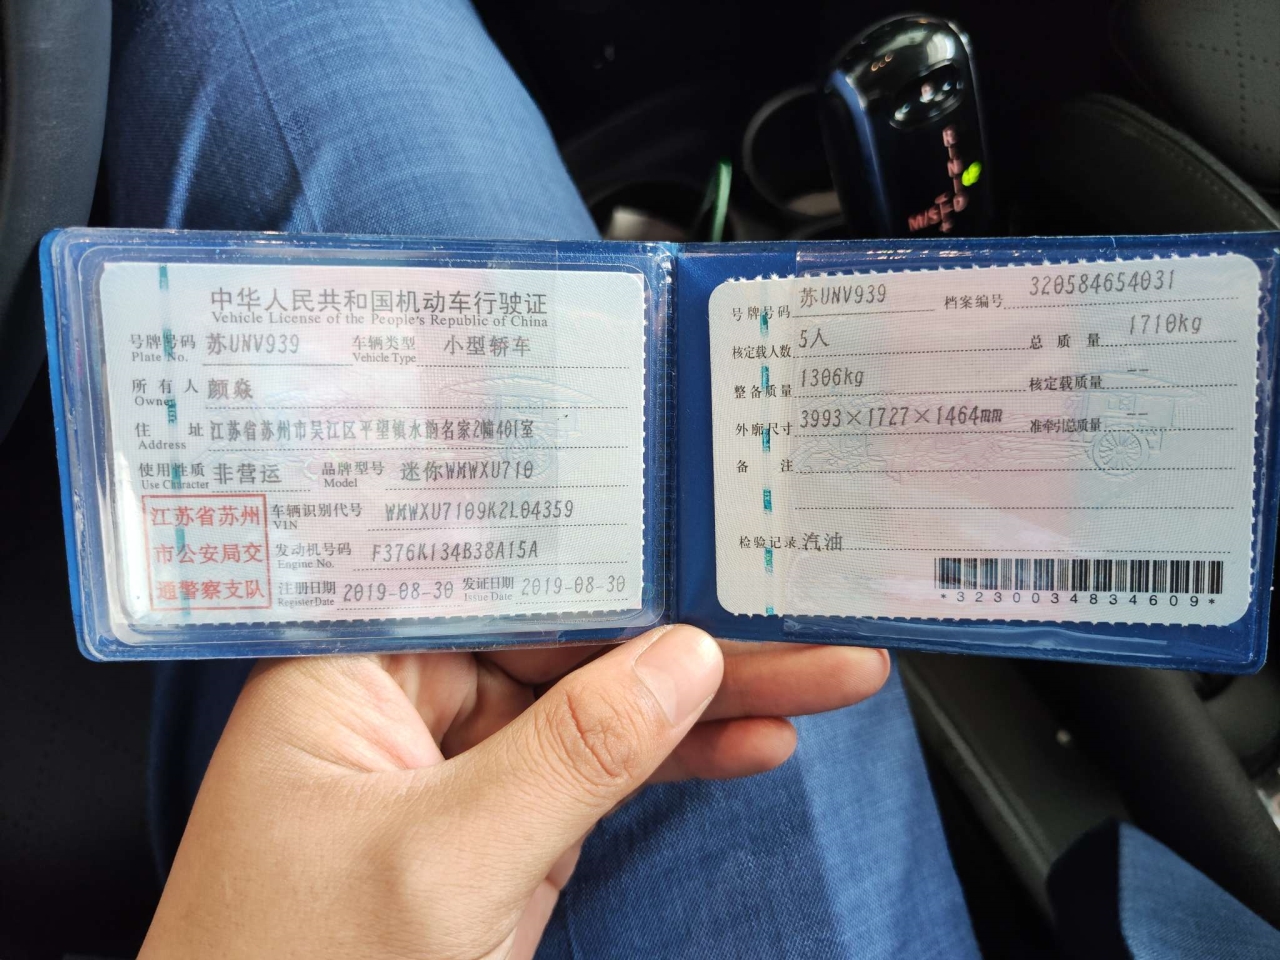 中华人民共和国机动车行驶证
Vehicle License of the People's Republic of China
号牌号码 苏UNV939 车辆类型 小型轿车
Plate No. Vehicle Type
所有人 颜焱
Owner
住址 江苏省苏州市吴江区平望镇水韵名家2幢401室
Address
使用性质 非营运 品牌型号 迷你WMWXU710
Use Character Model
江苏省苏州
市公安局交
通警察支队
车辆识别代号 WMWXU7109K2L04359
VIN
发动机号码 F376K134B38A15A
Engine No.
注册日期 2019-08-30 发证日期 2019-08-30
Register Date Issue Date
号牌号码 苏UNV939 档案编号 320584654031
核定载人数 5人 总质量 1710kg
整备质量 1306kg 核定载质量 --
外廓尺寸 3993×1727×1464mm 准牵引总质量 --
备注
检验记录 汽油
*3230034834609*
R
N
D
M/S